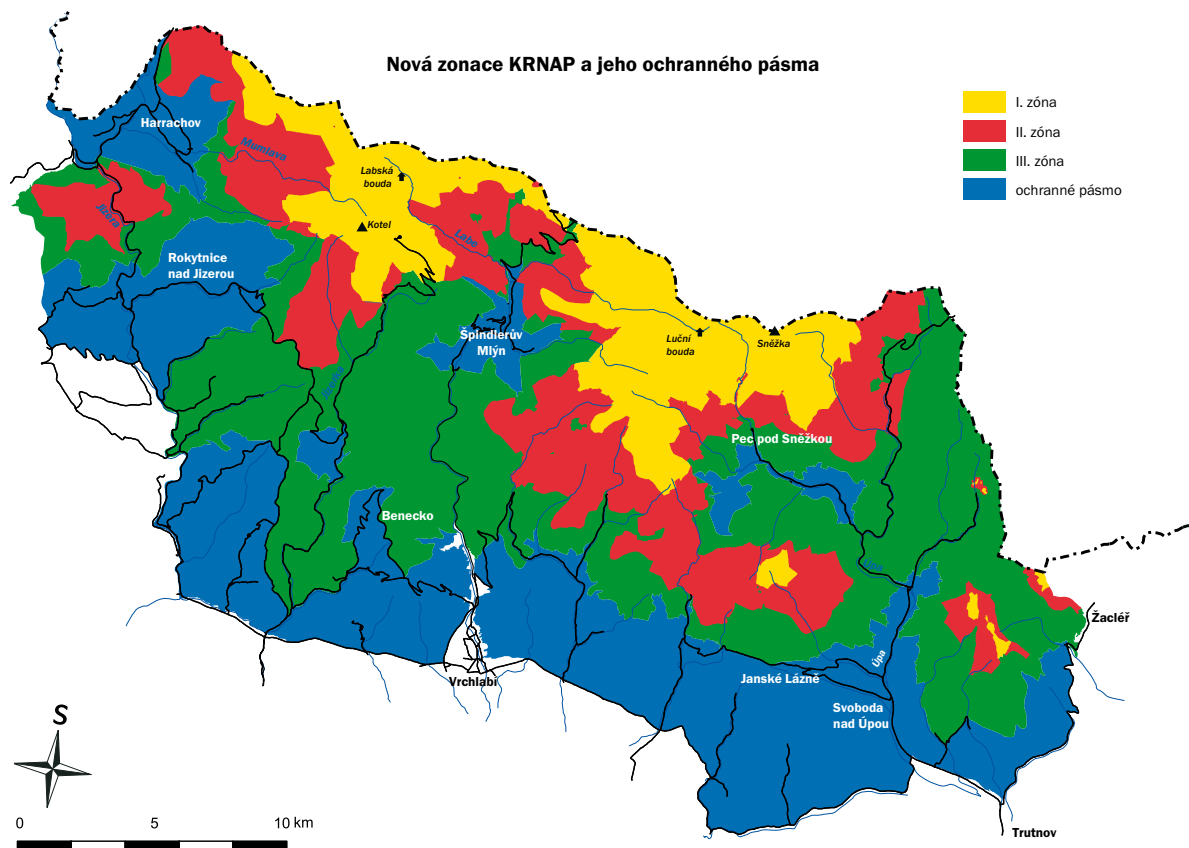 Nová zonace KRNAP a jeho ochranného pásma
I. zóna
II. zóna
III. zóna
ochranné pásmo
Harrachov
Mumlava
Labská
bouda
Kotel
Jizera
Labe
Rokytnice
nad Jizerou
Špindlerův
Mlýn
Luční
bouda
Sněžka
Jizerka
Pec pod Sněžkou
Benecko
Úpa
Žacléř
Úpa
Vrchlabí
Janské Lázně
Svoboda
nad Úpou
S
0 5 10 km
Trutnov